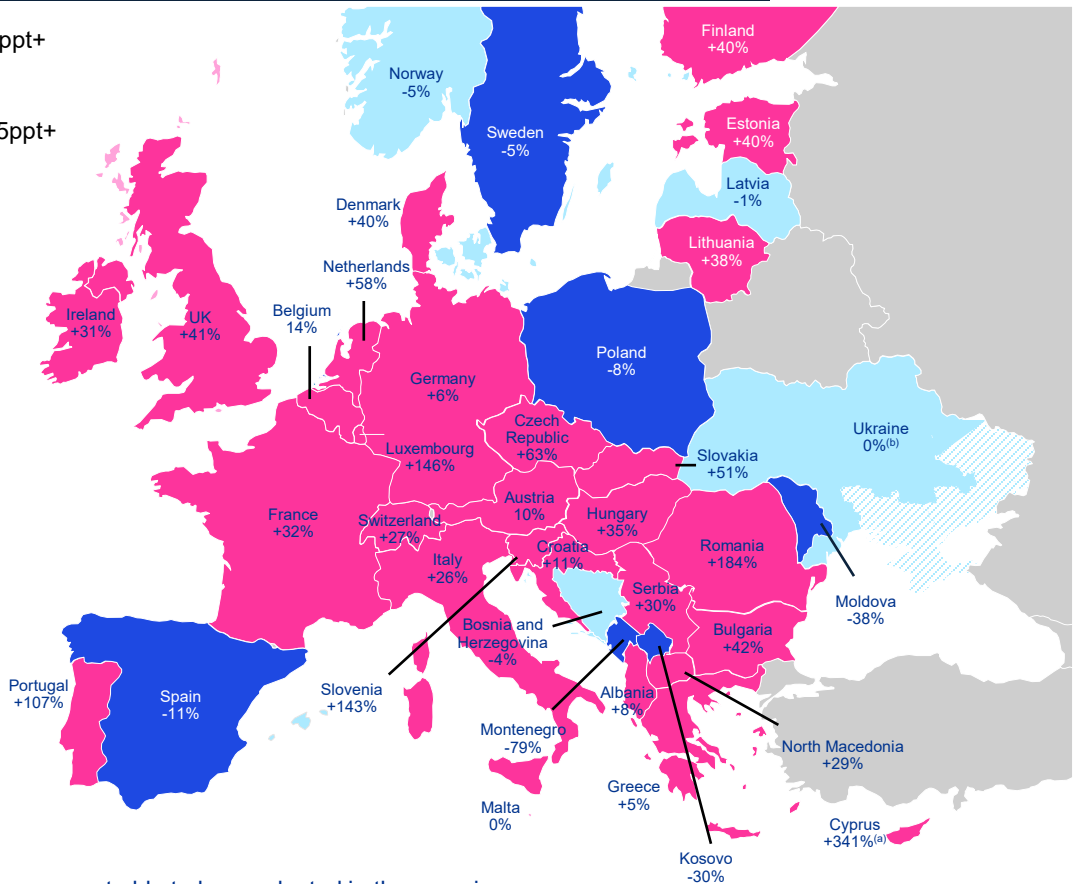 ppt+
5ppt+
Finland
+40%
Norway
-5%
Sweden
-5%
Estonia
+40%
Latvia
-1%
Denmark
+40%
Lithuania
+38%
Netherlands
+58%
Belgium
14%
Ireland
+31%
UK
+41%
Poland
-8%
Germany
+6%
Czech
Republic
+63%
Ukraine
0%(b)
Luxembourg
+146%
Slovakia
+51%
Austria
10%
France
+32%
Switzerland
+27%
Hungary
+35%
Croatia
+11%
Romania
+184%
Italy
+26%
Serbia
+30%
Moldova
-38%
Bosnia and
Herzegovina
-4%
Bulgaria
+42%
Portugal
+107%
Spain
-11%
Slovenia
+143%
Albania
+8%
Montenegro
-79%
North Macedonia
+29%
Greece
+5%
Malta
0%
Cyprus
+341%(a)
Kosovo
-30%